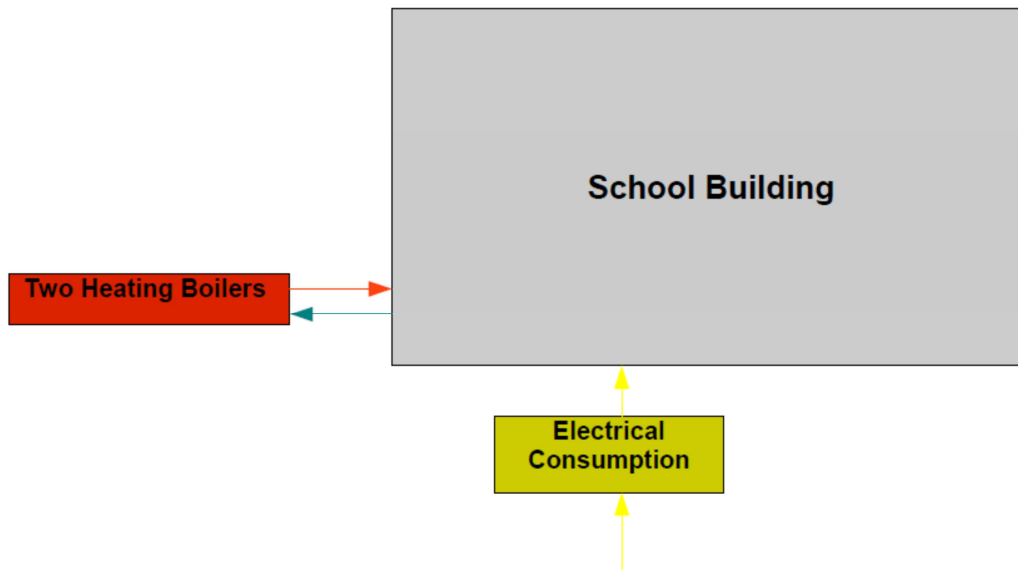 School Building
Two Heating Boilers
Electrical
Consumption